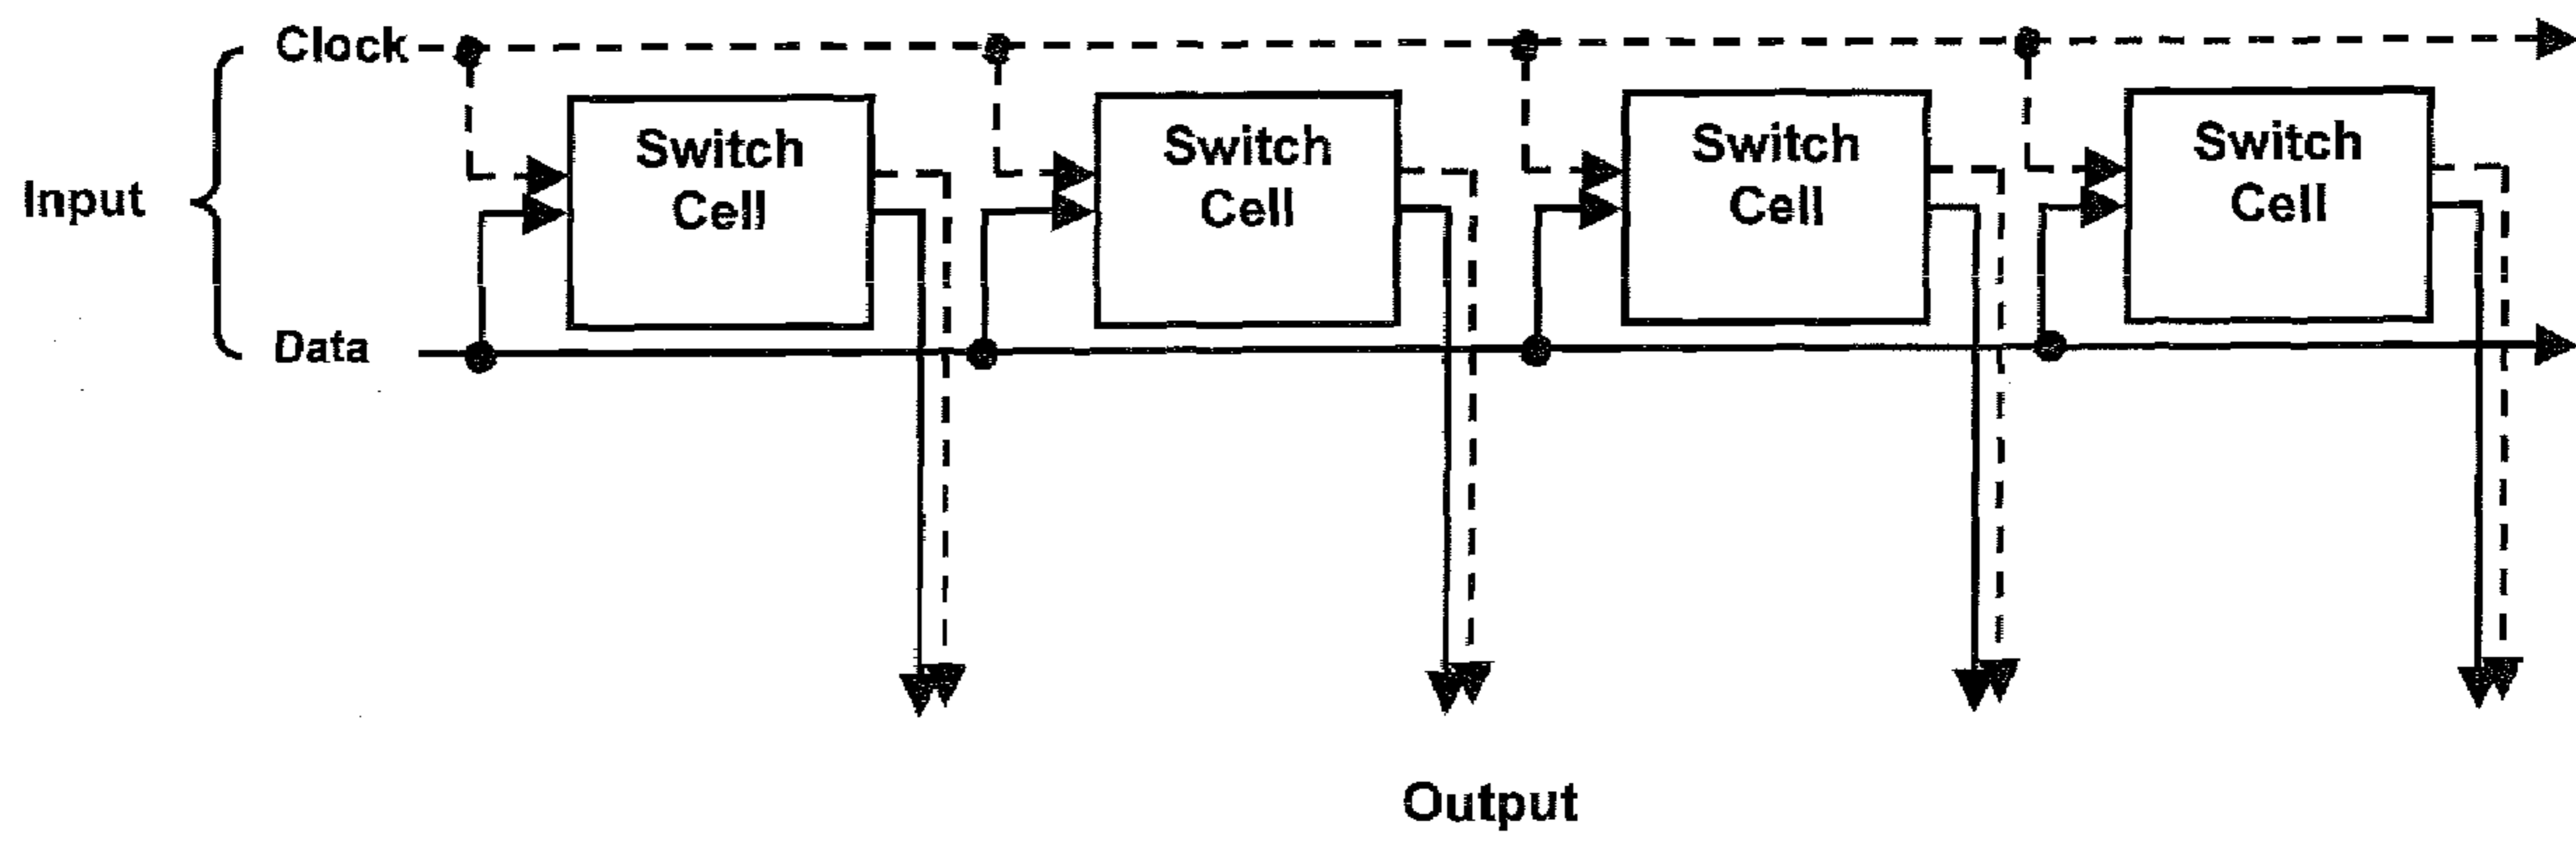 Clock
Input
Data
Switch
Cell
Switch
Cell
Switch
Cell
Switch
Cell
Output